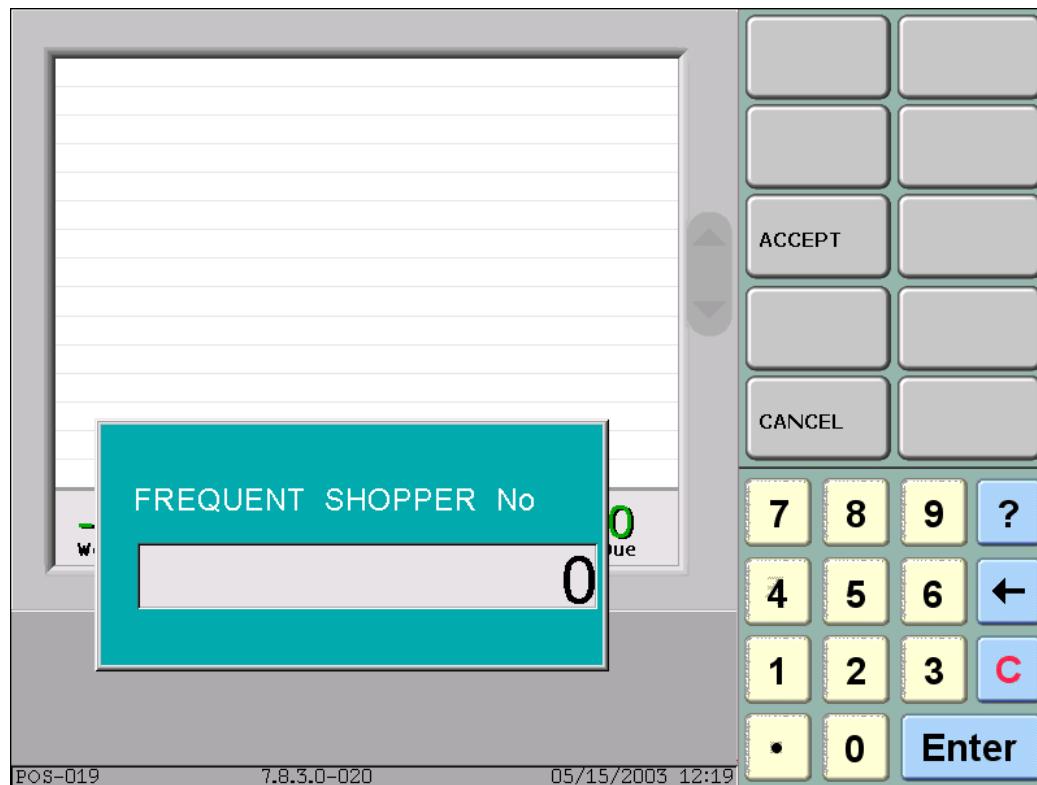 ACCEPT
CANCEL
FREQUENT SHOPPER No
0
0
7 8 9 ?
4 5 6 ←
1 2 3 C
. 0 Enter
POS-019 7.8.3.0-020 05/15/2003 12:19